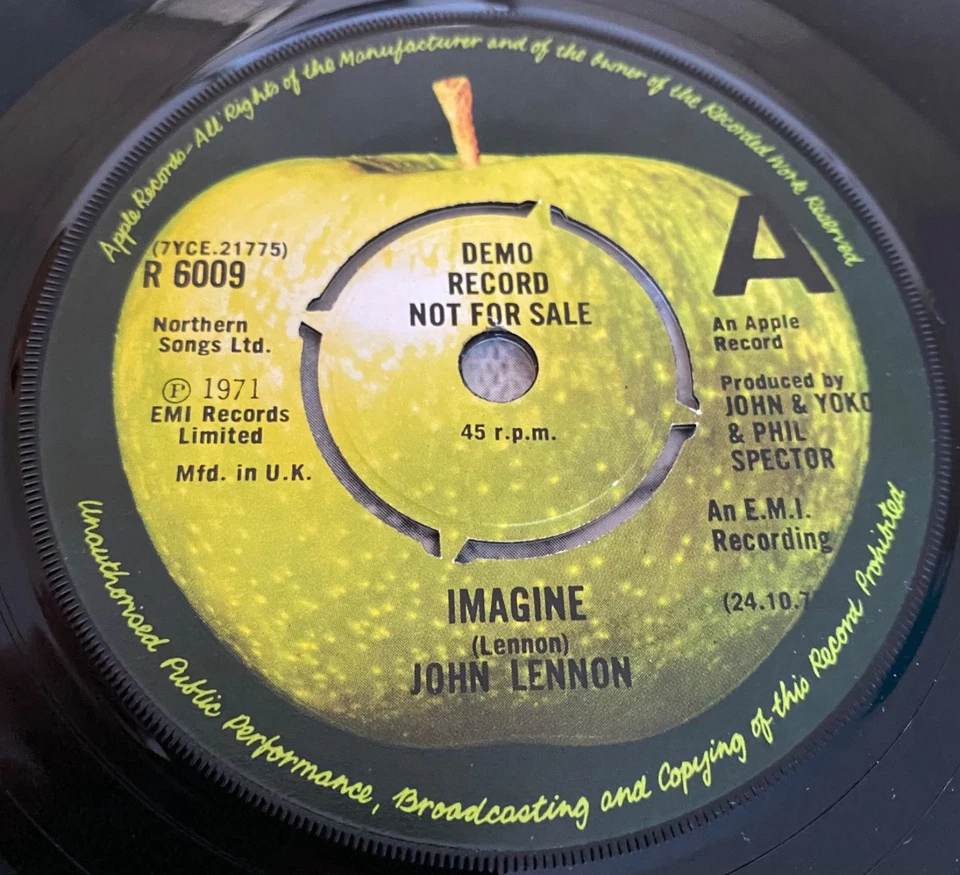 Apple Records-All Rights of the Manufacturer and of the Owner of the Recorded Work Reserved
(7YCE.21775)
R 6009
Northern
Songs Ltd.
Ⓟ 1971
EMI Records
Limited
Mfd. in U.K.
DEMO
RECORD
NOT FOR SALE
45 r.p.m.
A
An Apple
Record
Produced by
JOHN & YOKO
& PHIL
SPECTOR
An E.M.I.
Recording
(24.10.7
IMAGINE
(Lennon)
JOHN LENNON
Unauthorised Public Performance, Broadcasting and Copying of this Record Prohibited